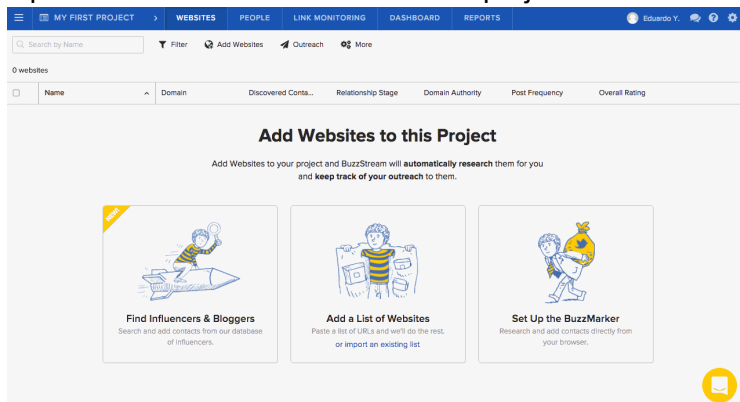 MY FIRST PROJECT > WEBSITES PEOPLE LINK MONITORING DASHBOARD REPORTS Eduardo Y.
Search by Name Filter Add Websites Outreach More
0 websites
Name Domain Discovered Conta... Relationship Stage Domain Authority Post Frequency Overall Rating
Add Websites to this Project
Add Websites to your project and BuzzStream will automatically research them for you
and keep track of your outreach to them.
NEW!
Find Influencers & Bloggers
Search and add contacts from our database
of influencers.
Add a List of Websites
Paste a list of URLs and we'll do the rest.
or import an existing list
Set Up the BuzzMarker
Research and add contacts directly from
your browser.